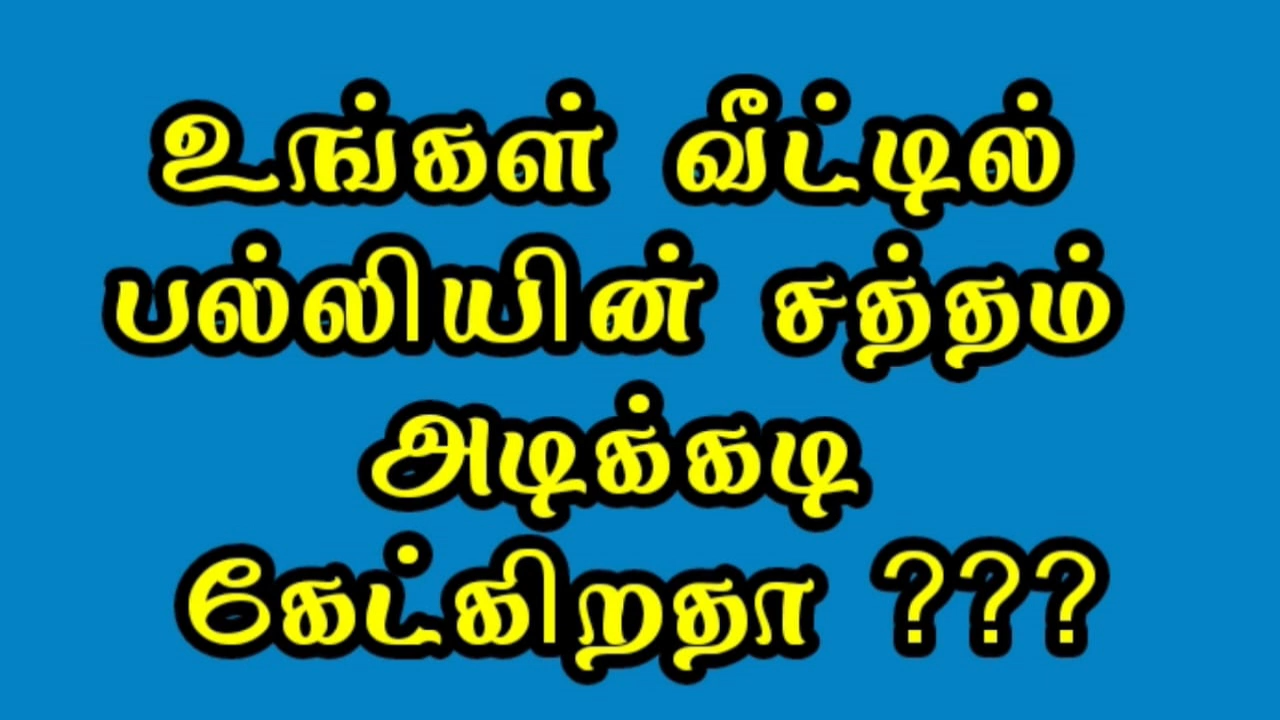 உங்கள் வீட்டில்
பல்லியின் சத்தம்
அடிக்கடி
கேட்கிறதா ???